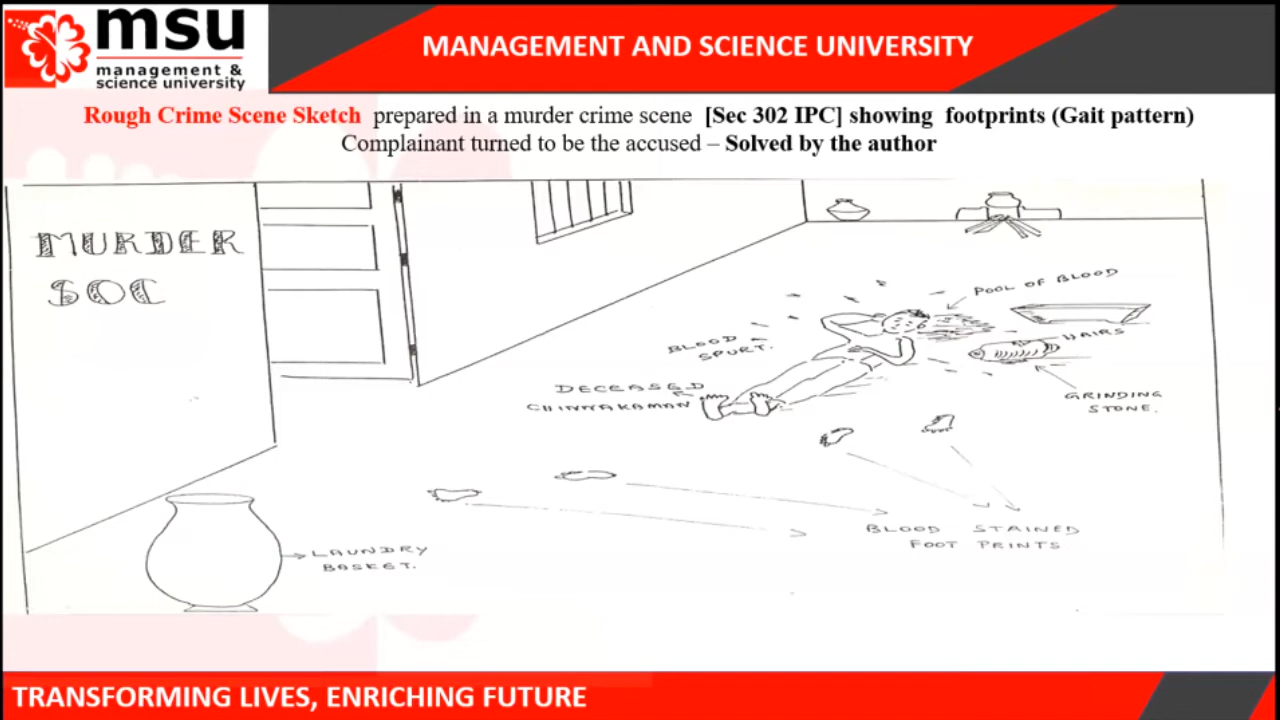 msu
management &
science university
MANAGEMENT AND SCIENCE UNIVERSITY
Rough Crime Scene Sketch prepared in a murder crime scene [Sec 302 IPC] showing footprints (Gait pattern)
Complainant turned to be the accused – Solved by the author
MURDER
SOC
POOL OF BLOOD
BLOOD
SPURT.
HAIRS
DECEASED
CHINNAKAMAN
GRINDING
STONE.
BLOOD STAINED
FOOT PRINTS
LAUNDRY
BASKET.
TRANSFORMING LIVES, ENRICHING FUTURE